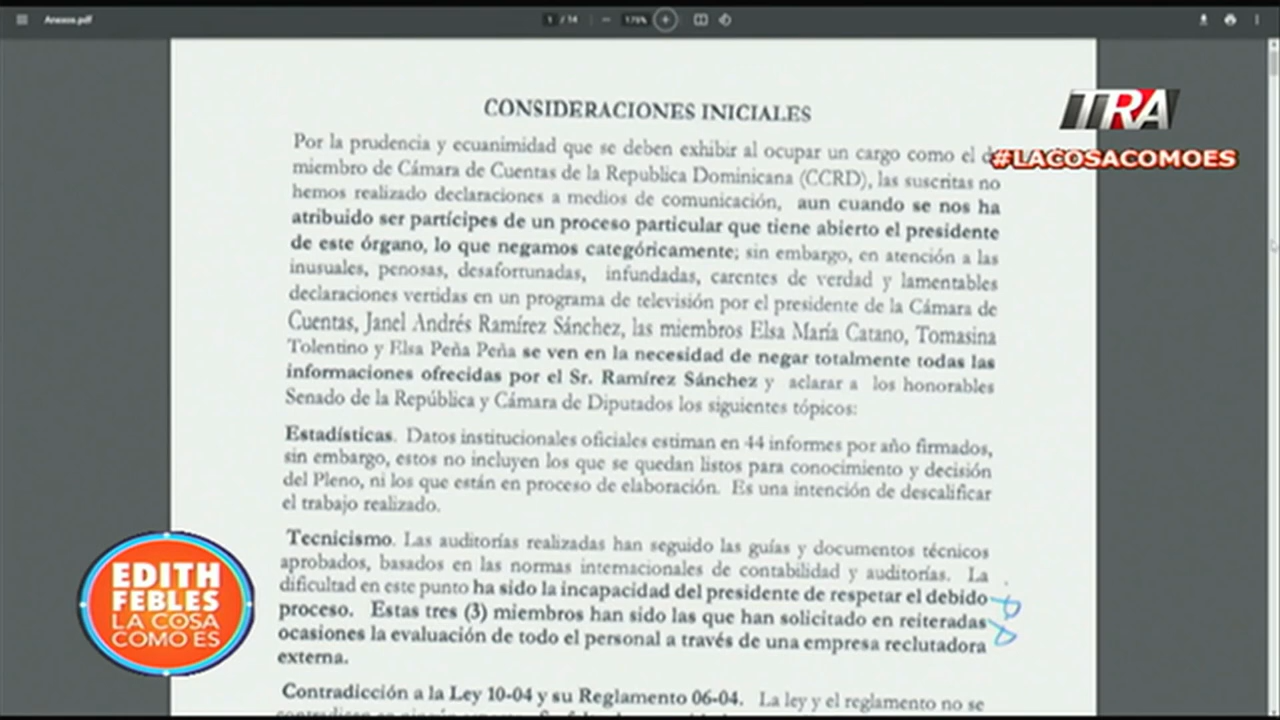 Anexos.pdf
1 / 14
175%
CONSIDERACIONES INICIALES
TRA
#LACOSACOMOES
Por la prudencia y ecuanimidad que se deben exhibir al ocupar un cargo como el
miembro de Cámara de Cuentas de la Republica Dominicana (CCRD), las suscritas no
hemos realizado declaraciones a medios de comunicación, aun cuando se nos ha
atribuido ser partícipes de un proceso particular que tiene abierto el presidente
de este órgano, lo que negamos categóricamente; sin embargo, en atención a las
inusuales, penosas, desafortunadas, infundadas, carentes de verdad y lamentables
declaraciones vertidas en un programa de televisión por el presidente de la Cámara de
Cuentas, Janel Andrés Ramírez Sánchez, las miembros Elsa María Catano, Tomasina
Tolentino y Elsa Peña Peña se ven en la necesidad de negar totalmente todas las
informaciones ofrecidas por el Sr. Ramírez Sánchez y aclarar a los honorables
Senado de la República y Cámara de Diputados los siguientes tópicos:
Estadísticas. Datos institucionales oficiales estiman en 44 informes por año firmados,
sin embargo, estos no incluyen los que se quedan listos para conocimiento y decisión
del Pleno, ni los que están en proceso de elaboración. Es una intención de descalificar
el trabajo realizado.
Tecnicismo. Las auditorías realizadas han seguido las guías y documentos técnicos
aprobados, basados en las normas internacionales de contabilidad y auditorías. La
dificultad en este punto ha sido la incapacidad del presidente de respetar el debido
proceso. Estas tres (3) miembros han sido las que han solicitado en reiteradas
ocasiones la evaluación de todo el personal a través de una empresa reclutadora
externa.
Contradicción a la Ley 10-04 y su Reglamento 06-04. La ley y el reglamento no se
EDITH
FEBLES
LA COSA
COMO ES